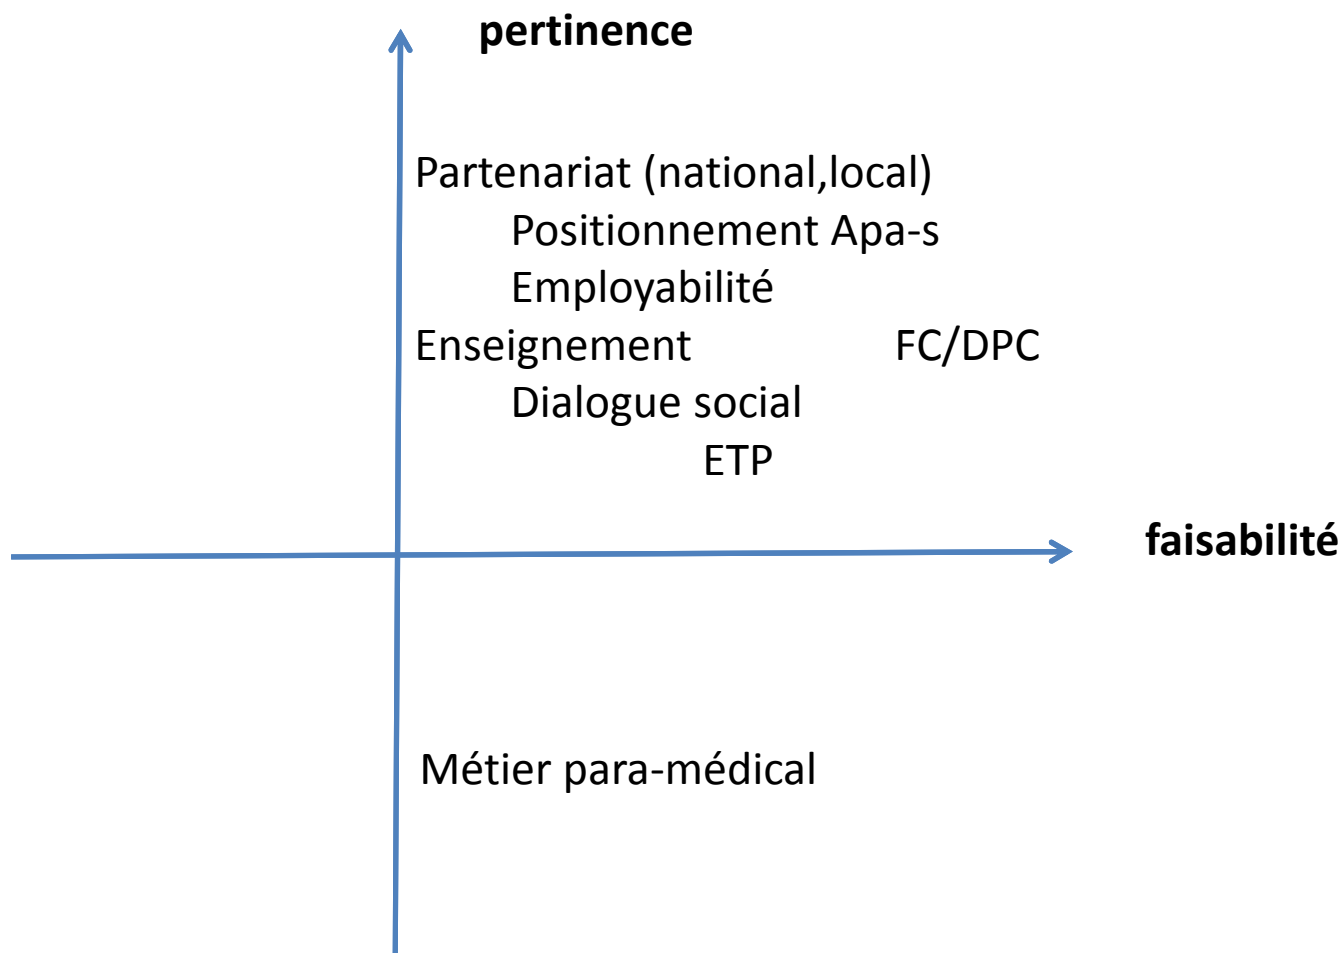 pertinence
Partenariat (national,local)
Positionnement Apa-s
Employabilité
Enseignement FC/DPC
Dialogue social
ETP
faisabilité
Métier para-médical